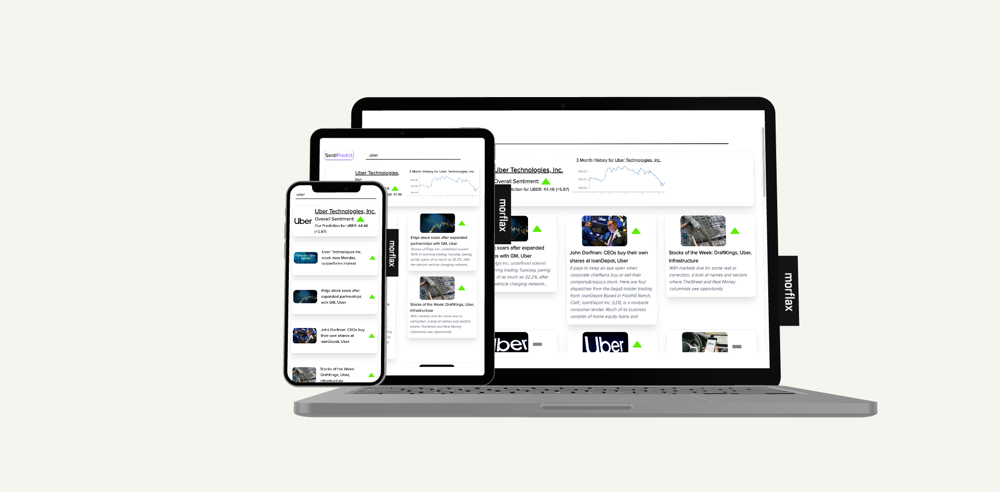 uber
Uber
Uber Technologies, Inc.
Overall Sentiment:
Our Prediction for UBER: 44.46
(+5.97)
Company Close
Update
Uber Technologies Inc.
stock rises Monday,
outperforms market
EVgo stock soars after
expanded partnerships
with GM, Uber
John Dorfman: CEOs buy
their own shares at
loanDepot, Uber
Stocks of the Week:
DraftKings, Uber,
Infrastructure
SentiPredict
uber
Uber Technologies,
Inc.
nt:
ER: 44.46
3 Month History for Uber Technologies, Inc.
$45.00
$40.00
$35.00
EVgo stock soars after expanded
partnerships with GM, Uber
Shares of EVgo Inc. undefined soared
18.1% in morning trading Tuesday, paring
earlier gains of as much as 32.2%, after
the electric-vehicle charging network...
Stocks of the Week: DraftKings, Uber,
Infrastructure
With markets due for some rest or
correction, a look at names and sectors
where TheStreet and Real Money
columnists see opportunity
morflax
Uber Technologies, Inc.
Overall Sentiment:
diction for UBER: 44.46 (+5.97)
3 Month History for Uber Technologies, Inc.
$45.00
$40.00
$35.00
k soars after expanded
ps with GM, Uber
Vgo Inc. undefined soared
ning trading Tuesday, paring
s of as much as 32.2%, after
vehicle charging network...
John Dorfman: CEOs buy their own
shares at loanDepot, Uber
It pays to keep an eye open when
corporate chieftains buy or sell their
company&rsquo;s stock. Here are four
dispatches from the (legal) insider trading
front. loanDepot Based in Foothill Ranch,
Calif., loanDepot Inc. (LDI), is a nonbank
consumer lender. Much of its business
consists of home equity loans and
Stocks of the Week: DraftKings, Uber,
Infrastructure
With markets due for some rest or
correction, a look at names and sectors
where TheStreet and Real Money
columnists see opportunity
Uber
Uber
Uber
morflax
morflax